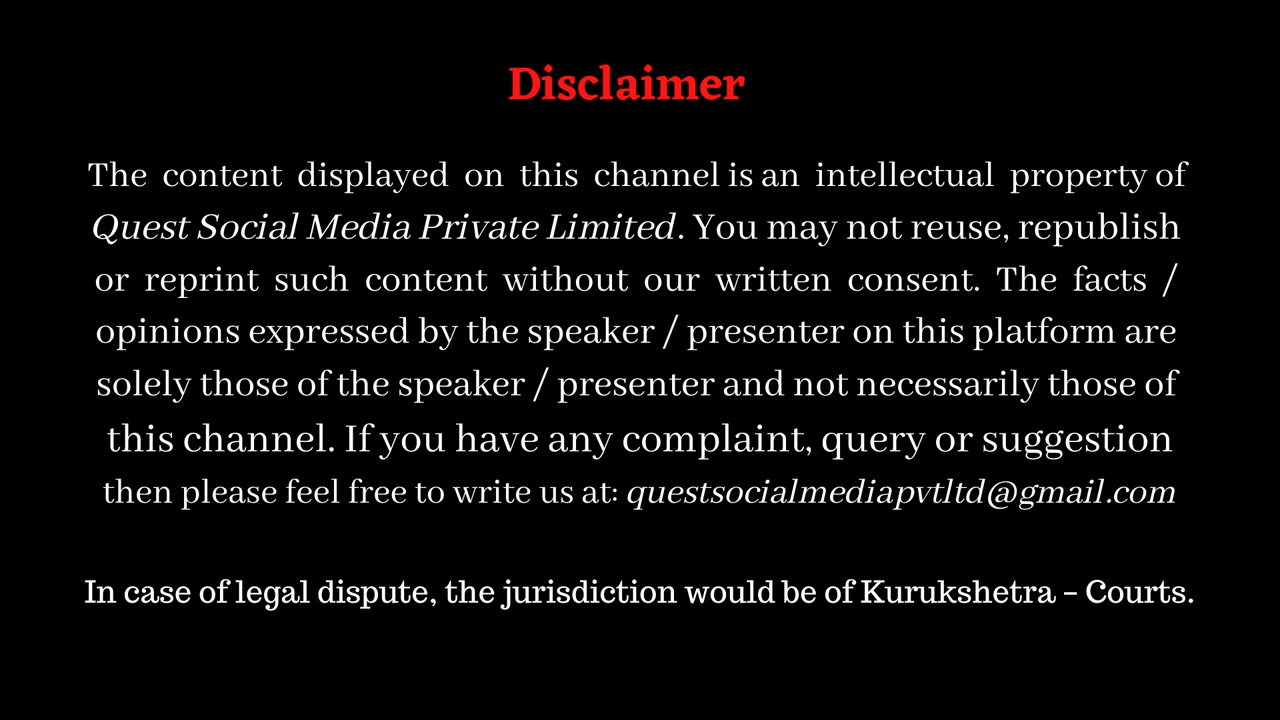 Disclaimer
The content displayed on this channel is an intellectual property of
Quest Social Media Private Limited. You may not reuse, republish
or reprint such content without our written consent. The facts /
opinions expressed by the speaker / presenter on this platform are
solely those of the speaker / presenter and not necessarily those of
this channel. If you have any complaint, query or suggestion
then please feel free to write us at: questsocialmediapvtltd@gmail.com
In case of legal dispute, the jurisdiction would be of Kurukshetra – Courts.